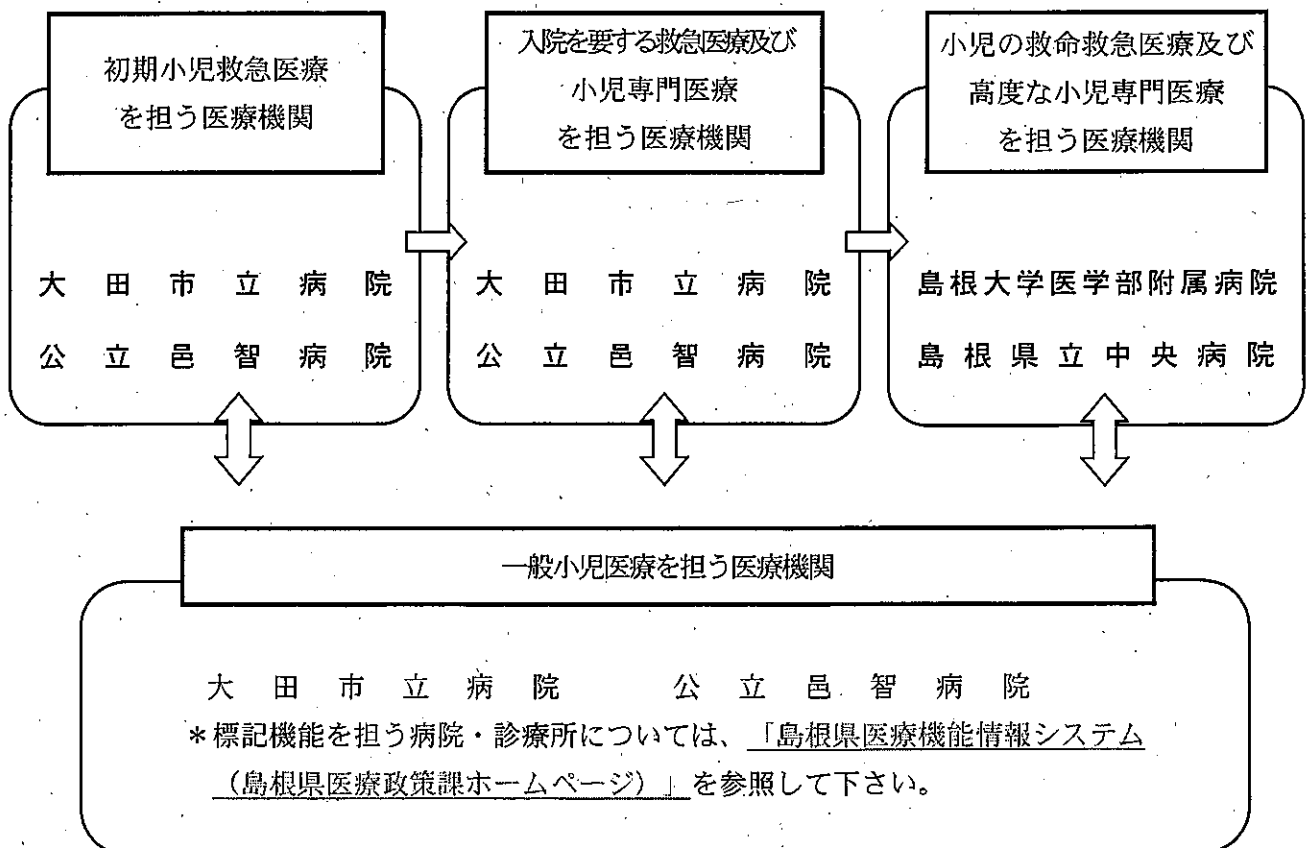 初期小児救急医療
を担う医療機関
大田市立病院
公立邑智病院
入院を要する救急医療及び
小児専門医療
を担う医療機関
大田市立病院
公立邑智病院
小児の救命救急医療及び
高度な小児専門医療
を担う医療機関
島根大学医学部附属病院
島根県立中央病院
一般小児医療を担う医療機関
大田市立病院 公立邑智病院
*標記機能を担う病院・診療所については、「島根県医療機能情報システム
(島根県医療政策課ホームページ)」を参照して下さい。